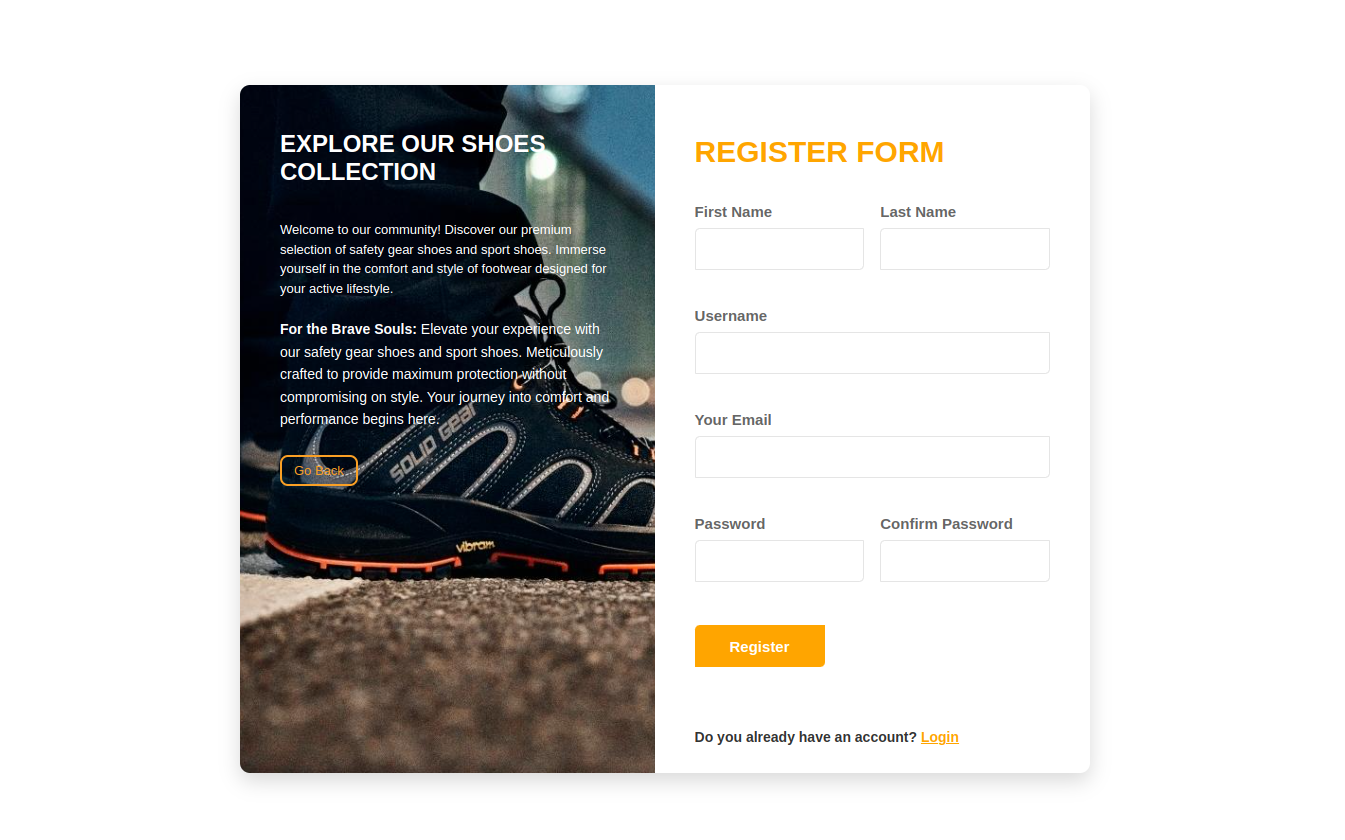 EXPLORE OUR SHOES
COLLECTION
Welcome to our community! Discover our premium
selection of safety gear shoes and sport shoes. Immerse
yourself in the comfort and style of footwear designed for
your active lifestyle.
For the Brave Souls: Elevate your experience with
our safety gear shoes and sport shoes. Meticulously
crafted to provide maximum protection without
compromising on style. Your journey into comfort and
performance begins here.
SOLID GEAR
Go Back
vibram
REGISTER FORM
First Name
Last Name
Username
Your Email
Password
Confirm Password
Register
Do you already have an account? Login